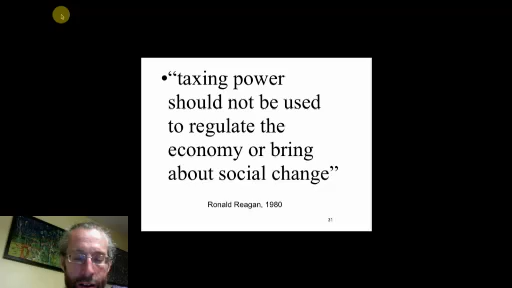 •“taxing power
should not be used
to regulate the
economy or bring
about social change”
Ronald Reagan, 1980
31